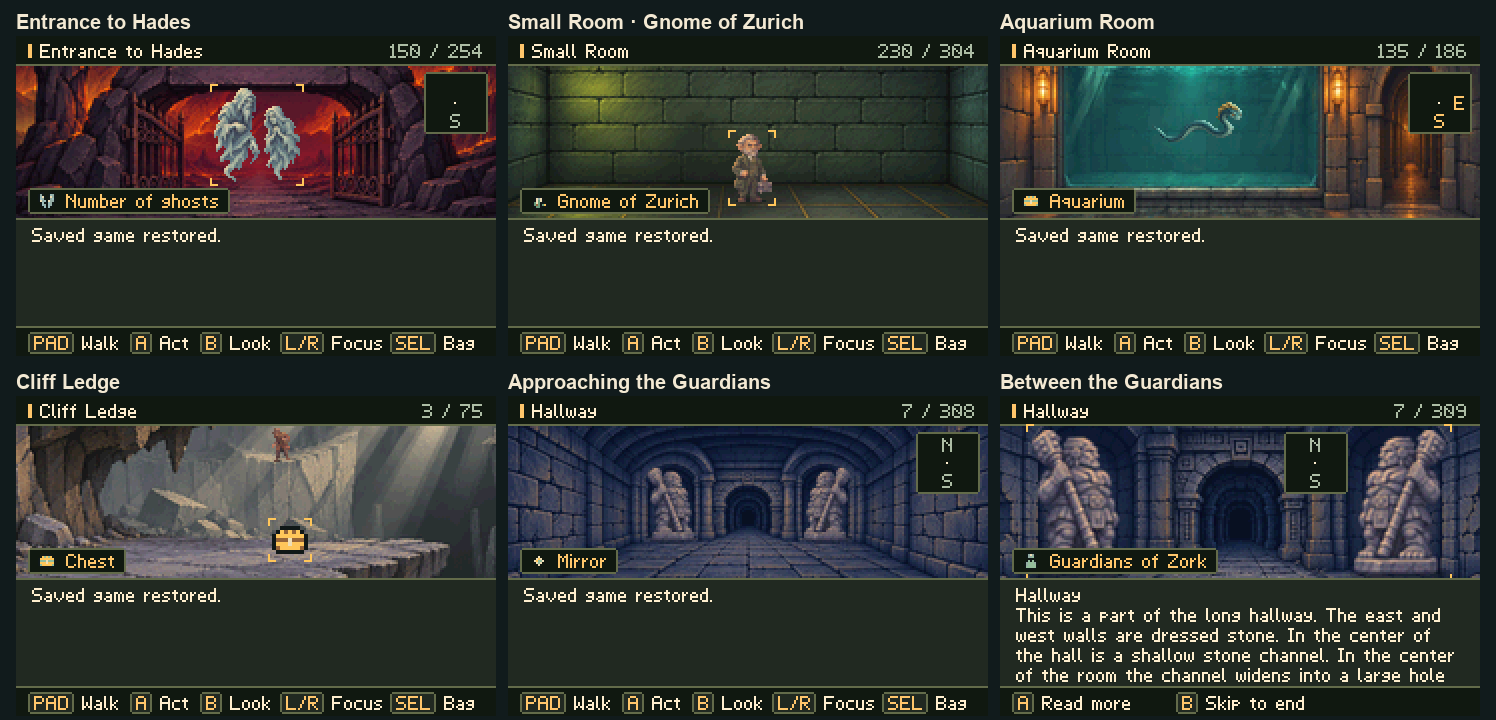 Entrance to Hades
Entrance to Hades 150 / 254
S
Number of ghosts
Saved game restored.
PAD Walk A Act B Look L/R Focus SEL Bag
Small Room · Gnome of Zurich
Small Room 230 / 304
Gnome of Zurich
Saved game restored.
PAD Walk A Act B Look L/R Focus SEL Bag
Aquarium Room
Aquarium Room 135 / 186
· E
S
Aquarium
Saved game restored.
PAD Walk A Act B Look L/R Focus SEL Bag
Cliff Ledge
Cliff Ledge 3 / 75
Chest
Saved game restored.
PAD Walk A Act B Look L/R Focus SEL Bag
Approaching the Guardians
Hallway 7 / 308
N
S
Mirror
Saved game restored.
PAD Walk A Act B Look L/R Focus SEL Bag
Between the Guardians
Hallway 7 / 309
N
S
Guardians of Zork
Hallway
This is a part of the long hallway. The east and
west walls are dressed stone. In the center of
the hall is a shallow stone channel. In the center
of the room the channel widens into a large hole
A Read more B Skip to end